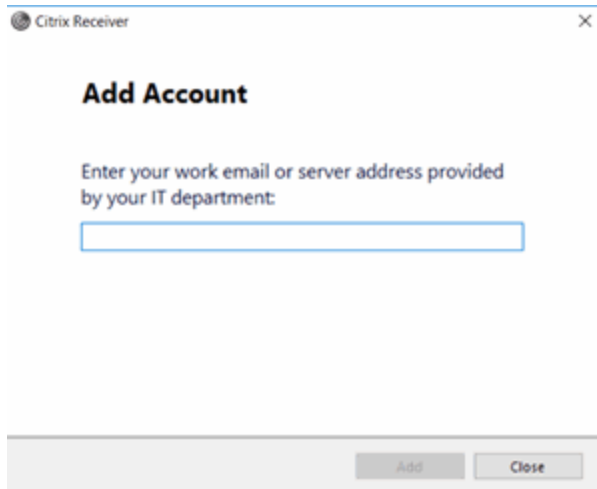 Citrix Receiver
Add Account
Enter your work email or server address provided
by your IT department:
Add
Close